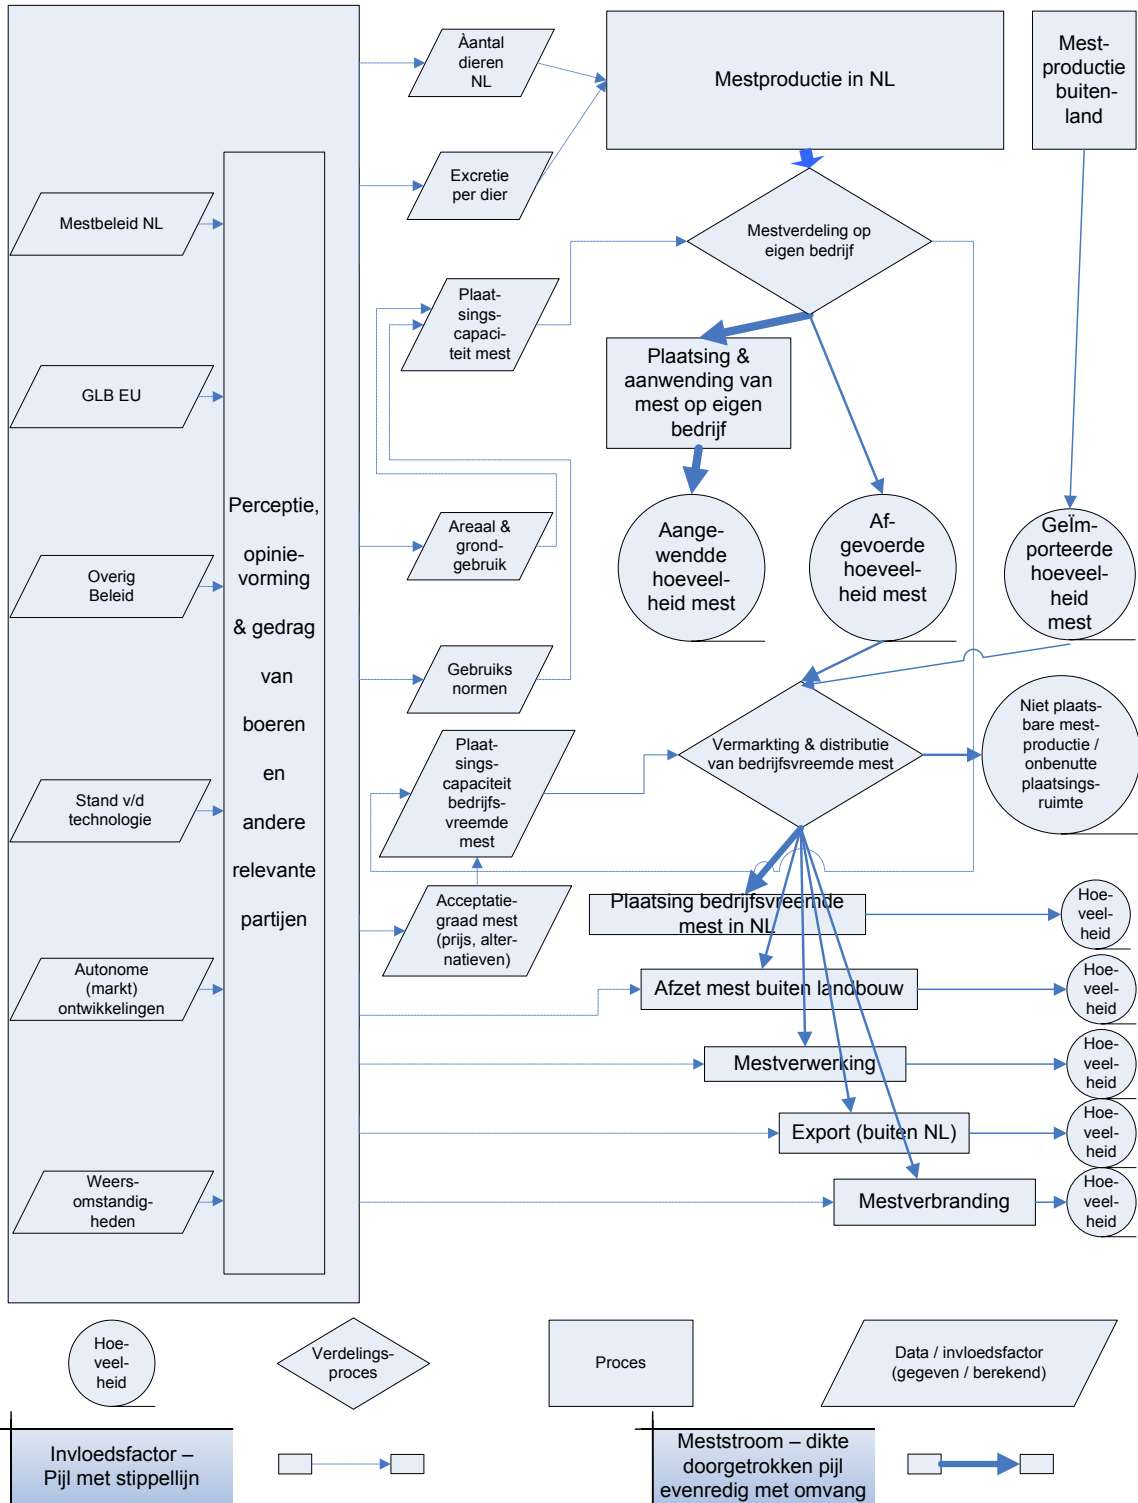 Àantal
dieren
NL
Mestproductie in NL
Mest-
productie
buiten-
land
Excretie
per dier
Mestbeleid NL
Mestverdeling op
eigen bedrijf
Plaat-
sings-
capaci-
teit mest
GLB EU
Plaatsing &
aanwending van
mest op eigen
bedrijf
Perceptie,
opinie-
vorming
& gedrag
van
boeren
en
andere
relevante
partijen
Areaal &
grond-
gebruik
Aange-
wendde
hoeveel-
heid mest
Af-
gevoerde
hoeveel-
heid mest
GeÏm-
porteerde
hoeveel-
heid
mest
Overig
Beleid
Gebruiks
normen
Plaat-
sings-
capaciteit
bedrijfs-
vreemde
mest
Vermarkting & distributie
van bedrijfsvreemde mest
Niet plaats-
bare mest-
productie /
onbenutte
plaatsings-
ruimte
Stand v/d
technologie
Acceptatie-
graad mest
(prijs, alter-
natieven)
Plaatsing bedrijfsvreemde
mest in NL
Hoe-
veel-
heid
Autonome
(markt)
ontwikkelingen
Afzet mest buiten landbouw
Hoe-
veel-
heid
Mestverwerking
Hoe-
veel-
heid
Export (buiten NL)
Hoe-
veel-
heid
Weers-
omstandig-
heden
Mestverbranding
Hoe-
veel-
heid
Hoe-
veel-
heid
Verdelings-
proces
Proces
Data / invloedsfactor
(gegeven / berekend)
Invloedsfactor –
Pijl met stippellijn
Meststroom – dikte
doorgetrokken pijl
evenredig met omvang